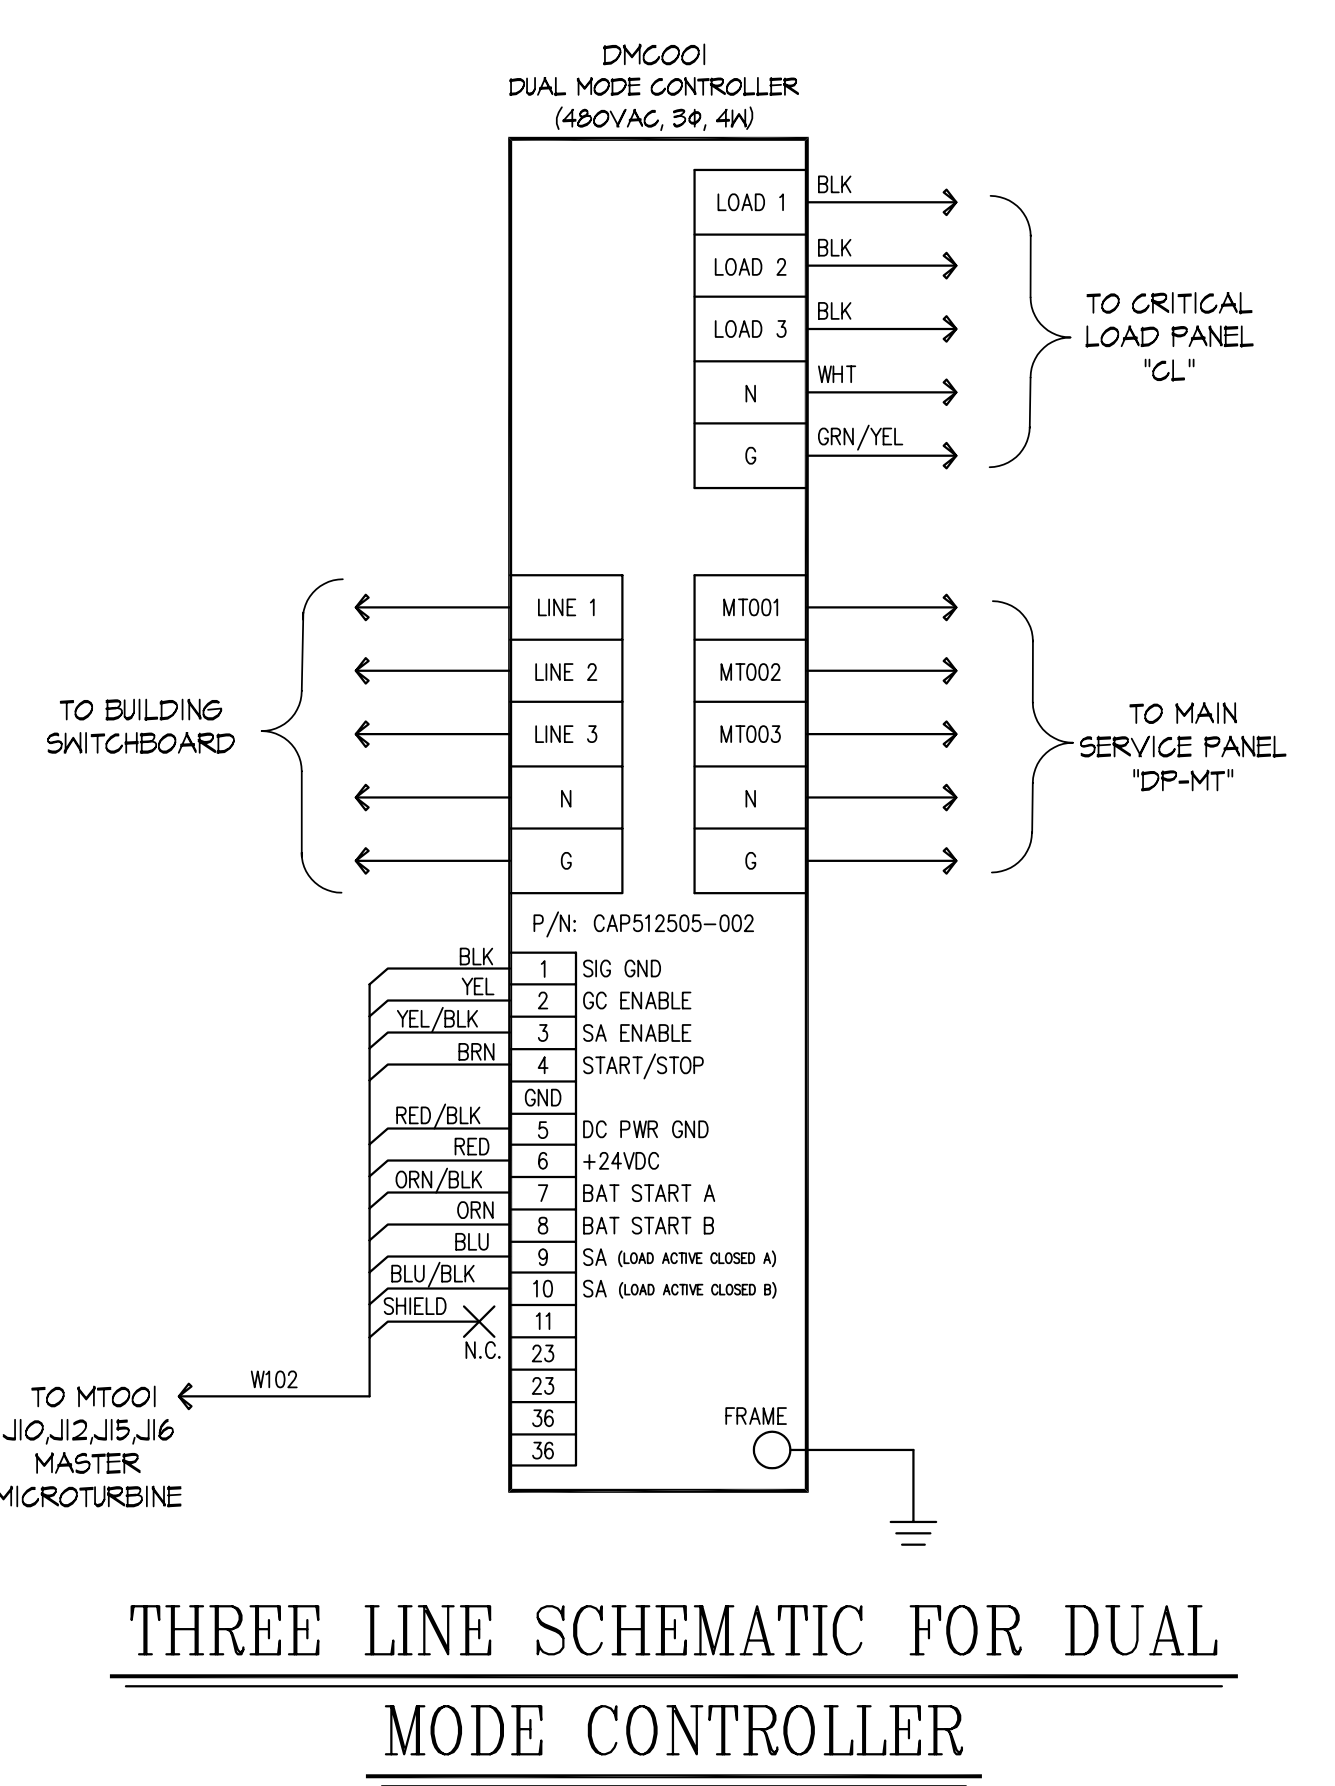 DMC001
DUAL MODE CONTROLLER
(480VAC, 3Φ, 4W)
LOAD 1
BLK
LOAD 2
BLK
LOAD 3
BLK
N
WHT
G
GRN/YEL
TO CRITICAL
LOAD PANEL
"CL"
TO BUILDING
SWITCHBOARD
LINE 1
LINE 2
LINE 3
N
G
MT001
MT002
MT003
N
G
TO MAIN
SERVICE PANEL
"DP-MT"
P/N: CAP512505-002
BLK 1 SIG GND
YEL 2 GC ENABLE
YEL/BLK 3 SA ENABLE
BRN 4 START/STOP
GND
RED/BLK 5 DC PWR GND
RED 6 +24VDC
ORN/BLK 7 BAT START A
ORN 8 BAT START B
BLU 9 SA (LOAD ACTIVE CLOSED A)
BLU/BLK 10 SA (LOAD ACTIVE CLOSED B)
SHIELD 11
N.C. 23
23
36
36
FRAME
W102
TO MT001
J10,J12,J15,J16
MASTER
MICROTURBINE
THREE LINE SCHEMATIC FOR DUAL
MODE CONTROLLER